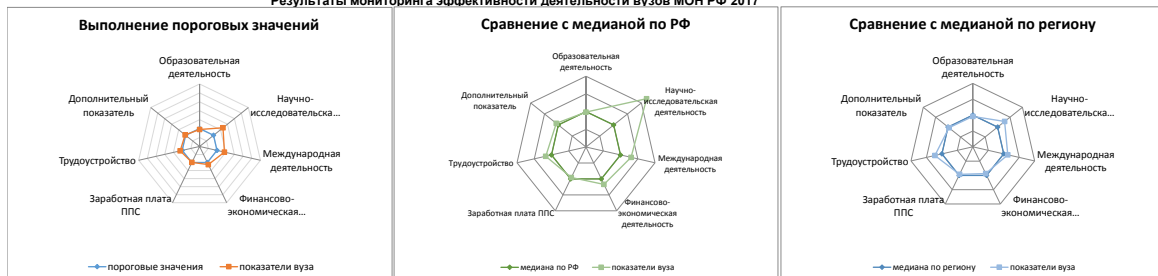 Результаты мониторинга эффективности деятельности вузов МОН РФ 2017
Выполнение пороговых значений
Образовательная
деятельность
Научно-
исследовательска...
Международная
деятельность
Финансово-
экономическая...
Заработная плата
ППС
Трудоустройство
Дополнительный
показатель
пороговые значения
показатели вуза
Сравнение с медианой по РФ
Образовательная
деятельность
Научно-
исследовательская
деятельность
Международная
деятельность
Финансово-
экономическая
деятельность
Заработная плата ППС
Трудоустройство
Дополнительный
показатель
медиана по РФ
показатели вуза
Сравнение с медианой по региону
Образовательная
деятельность
Научно-
исследовательска...
Международная
деятельность
Финансово-
экономическая...
Заработная плата
ППС
Трудоустройство
Дополнительный
показатель
медиана по региону
показатели вуза